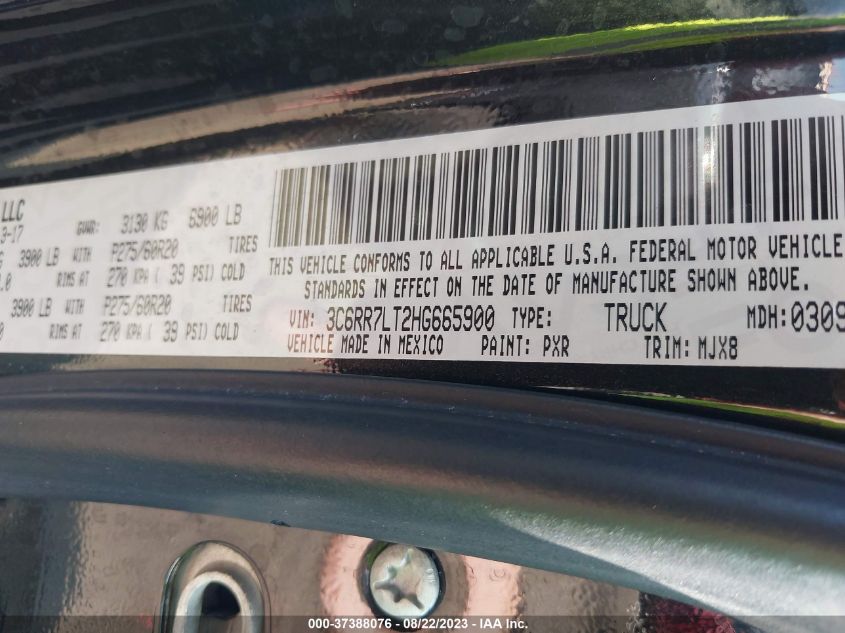 LLC
3-17
GVWR: 3130 KG 6900 LB
3900 LB WITH P275/60R20 TIRES
RIMS AT 270 KPA ( 39 PSI) COLD
3900 LB WITH P275/60R20 TIRES
RIMS AT 270 KPA ( 39 PSI) COLD
THIS VEHICLE CONFORMS TO ALL APPLICABLE U.S.A. FEDERAL MOTOR VEHICLE
STANDARDS IN EFFECT ON THE DATE OF MANUFACTURE SHOWN ABOVE.
VIN: 3C6RR7LT2HG665900 TYPE: TRUCK MDH: 0309
VEHICLE MADE IN MEXICO PAINT: PXR TRIM: MJX8
000-37388076 - 08/22/2023 - IAA Inc.